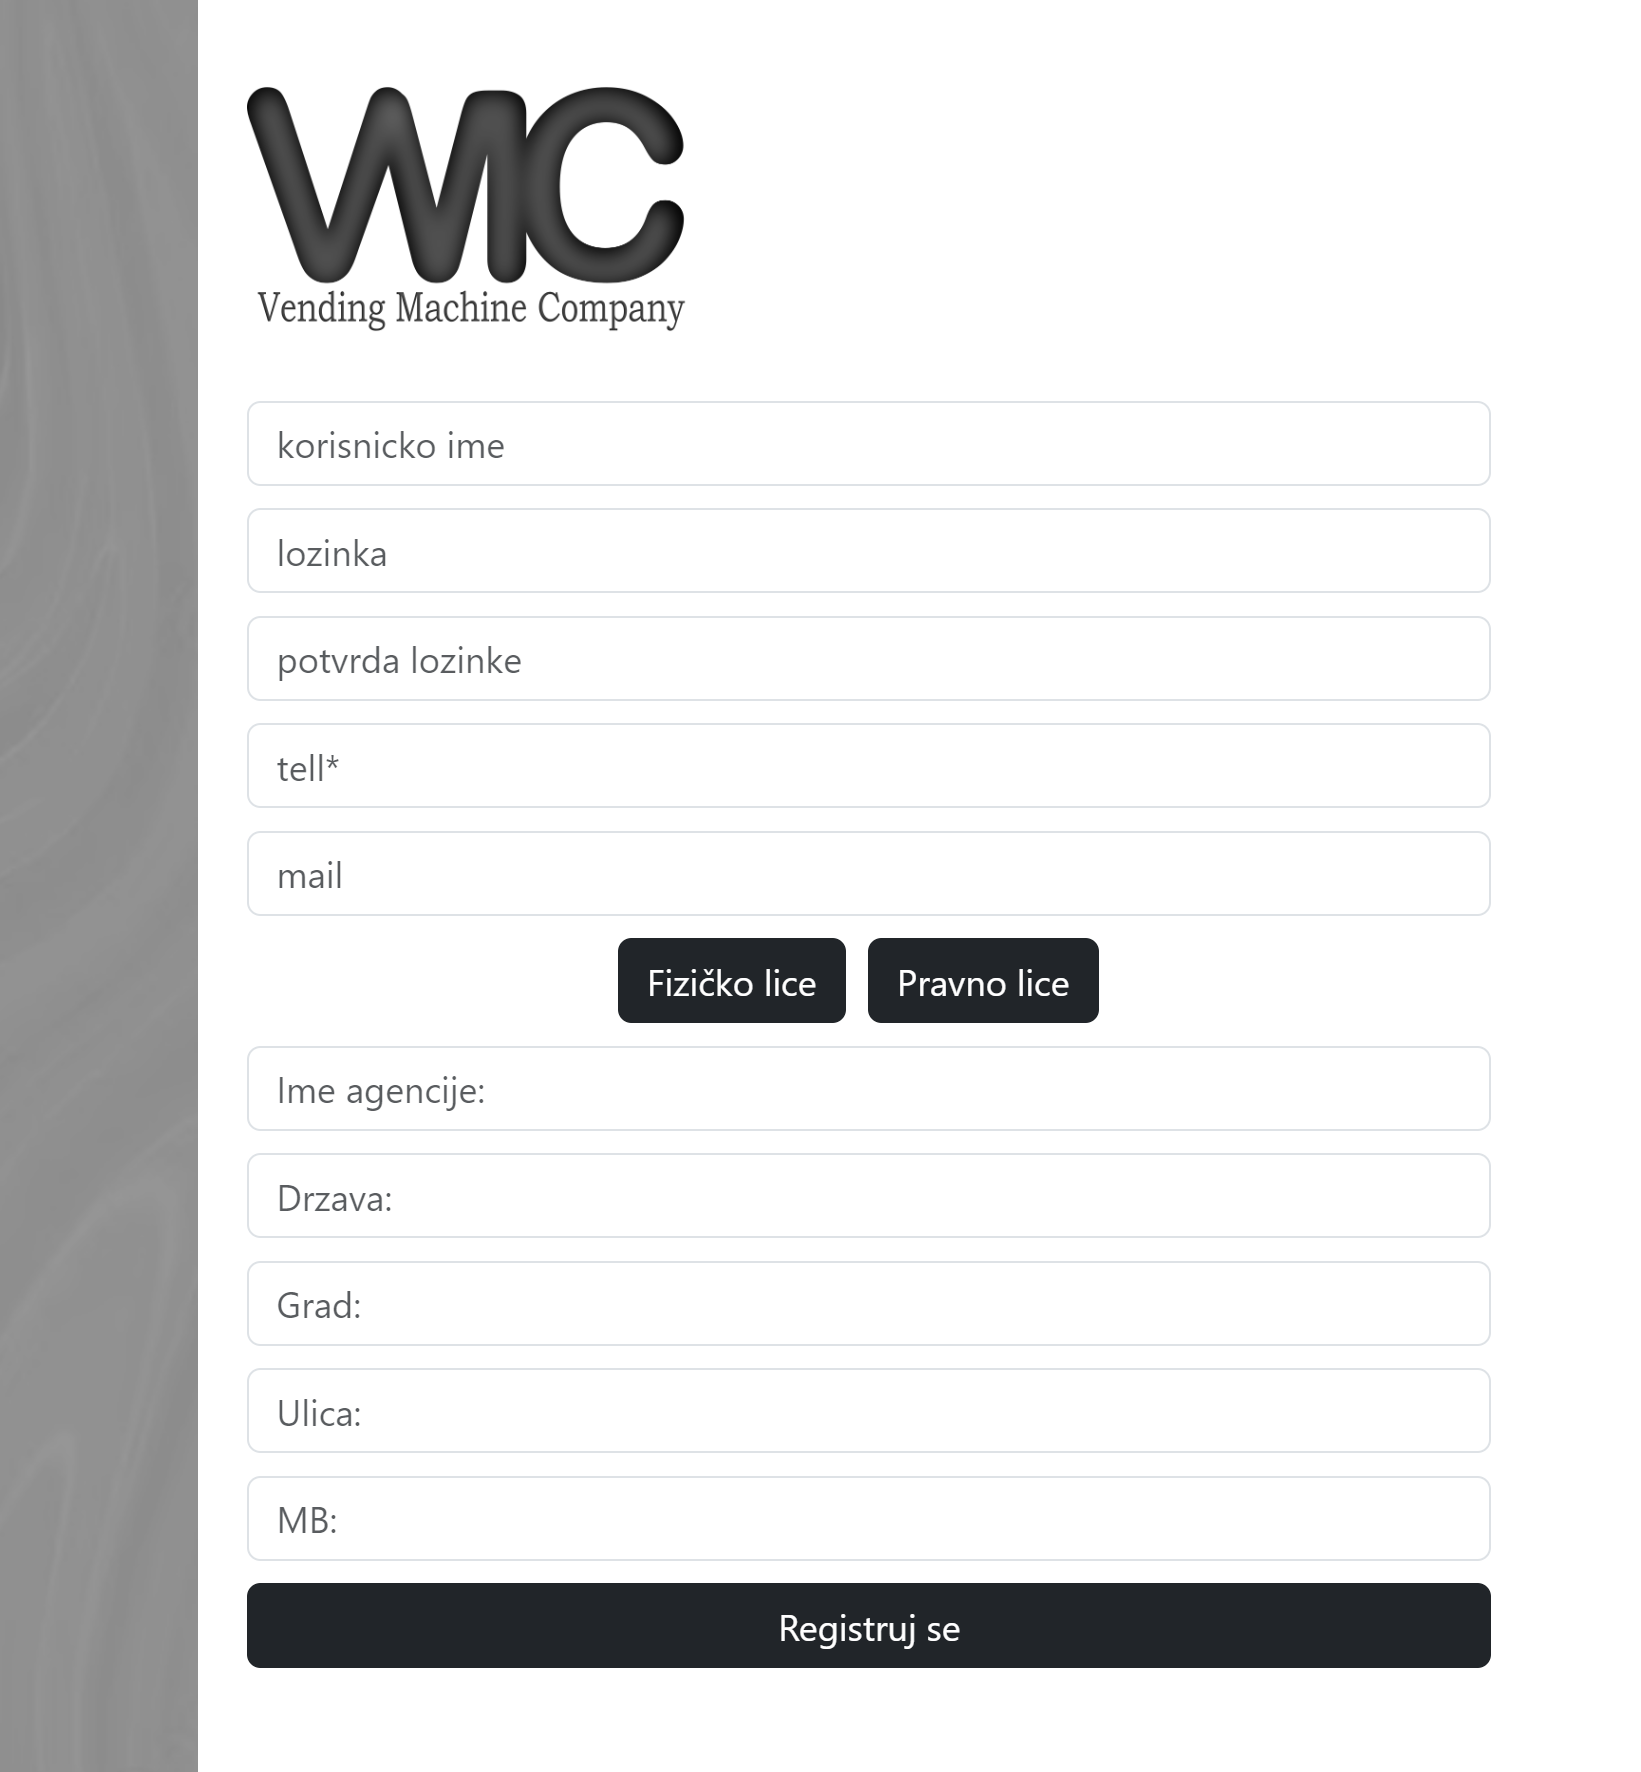 VMC
Vending Machine Company
korisnicko ime
lozinka
potvrda lozinke
tell*
mail
Fizičko lice
Pravno lice
Ime agencije:
Drzava:
Grad:
Ulica:
MB:
Registruj se